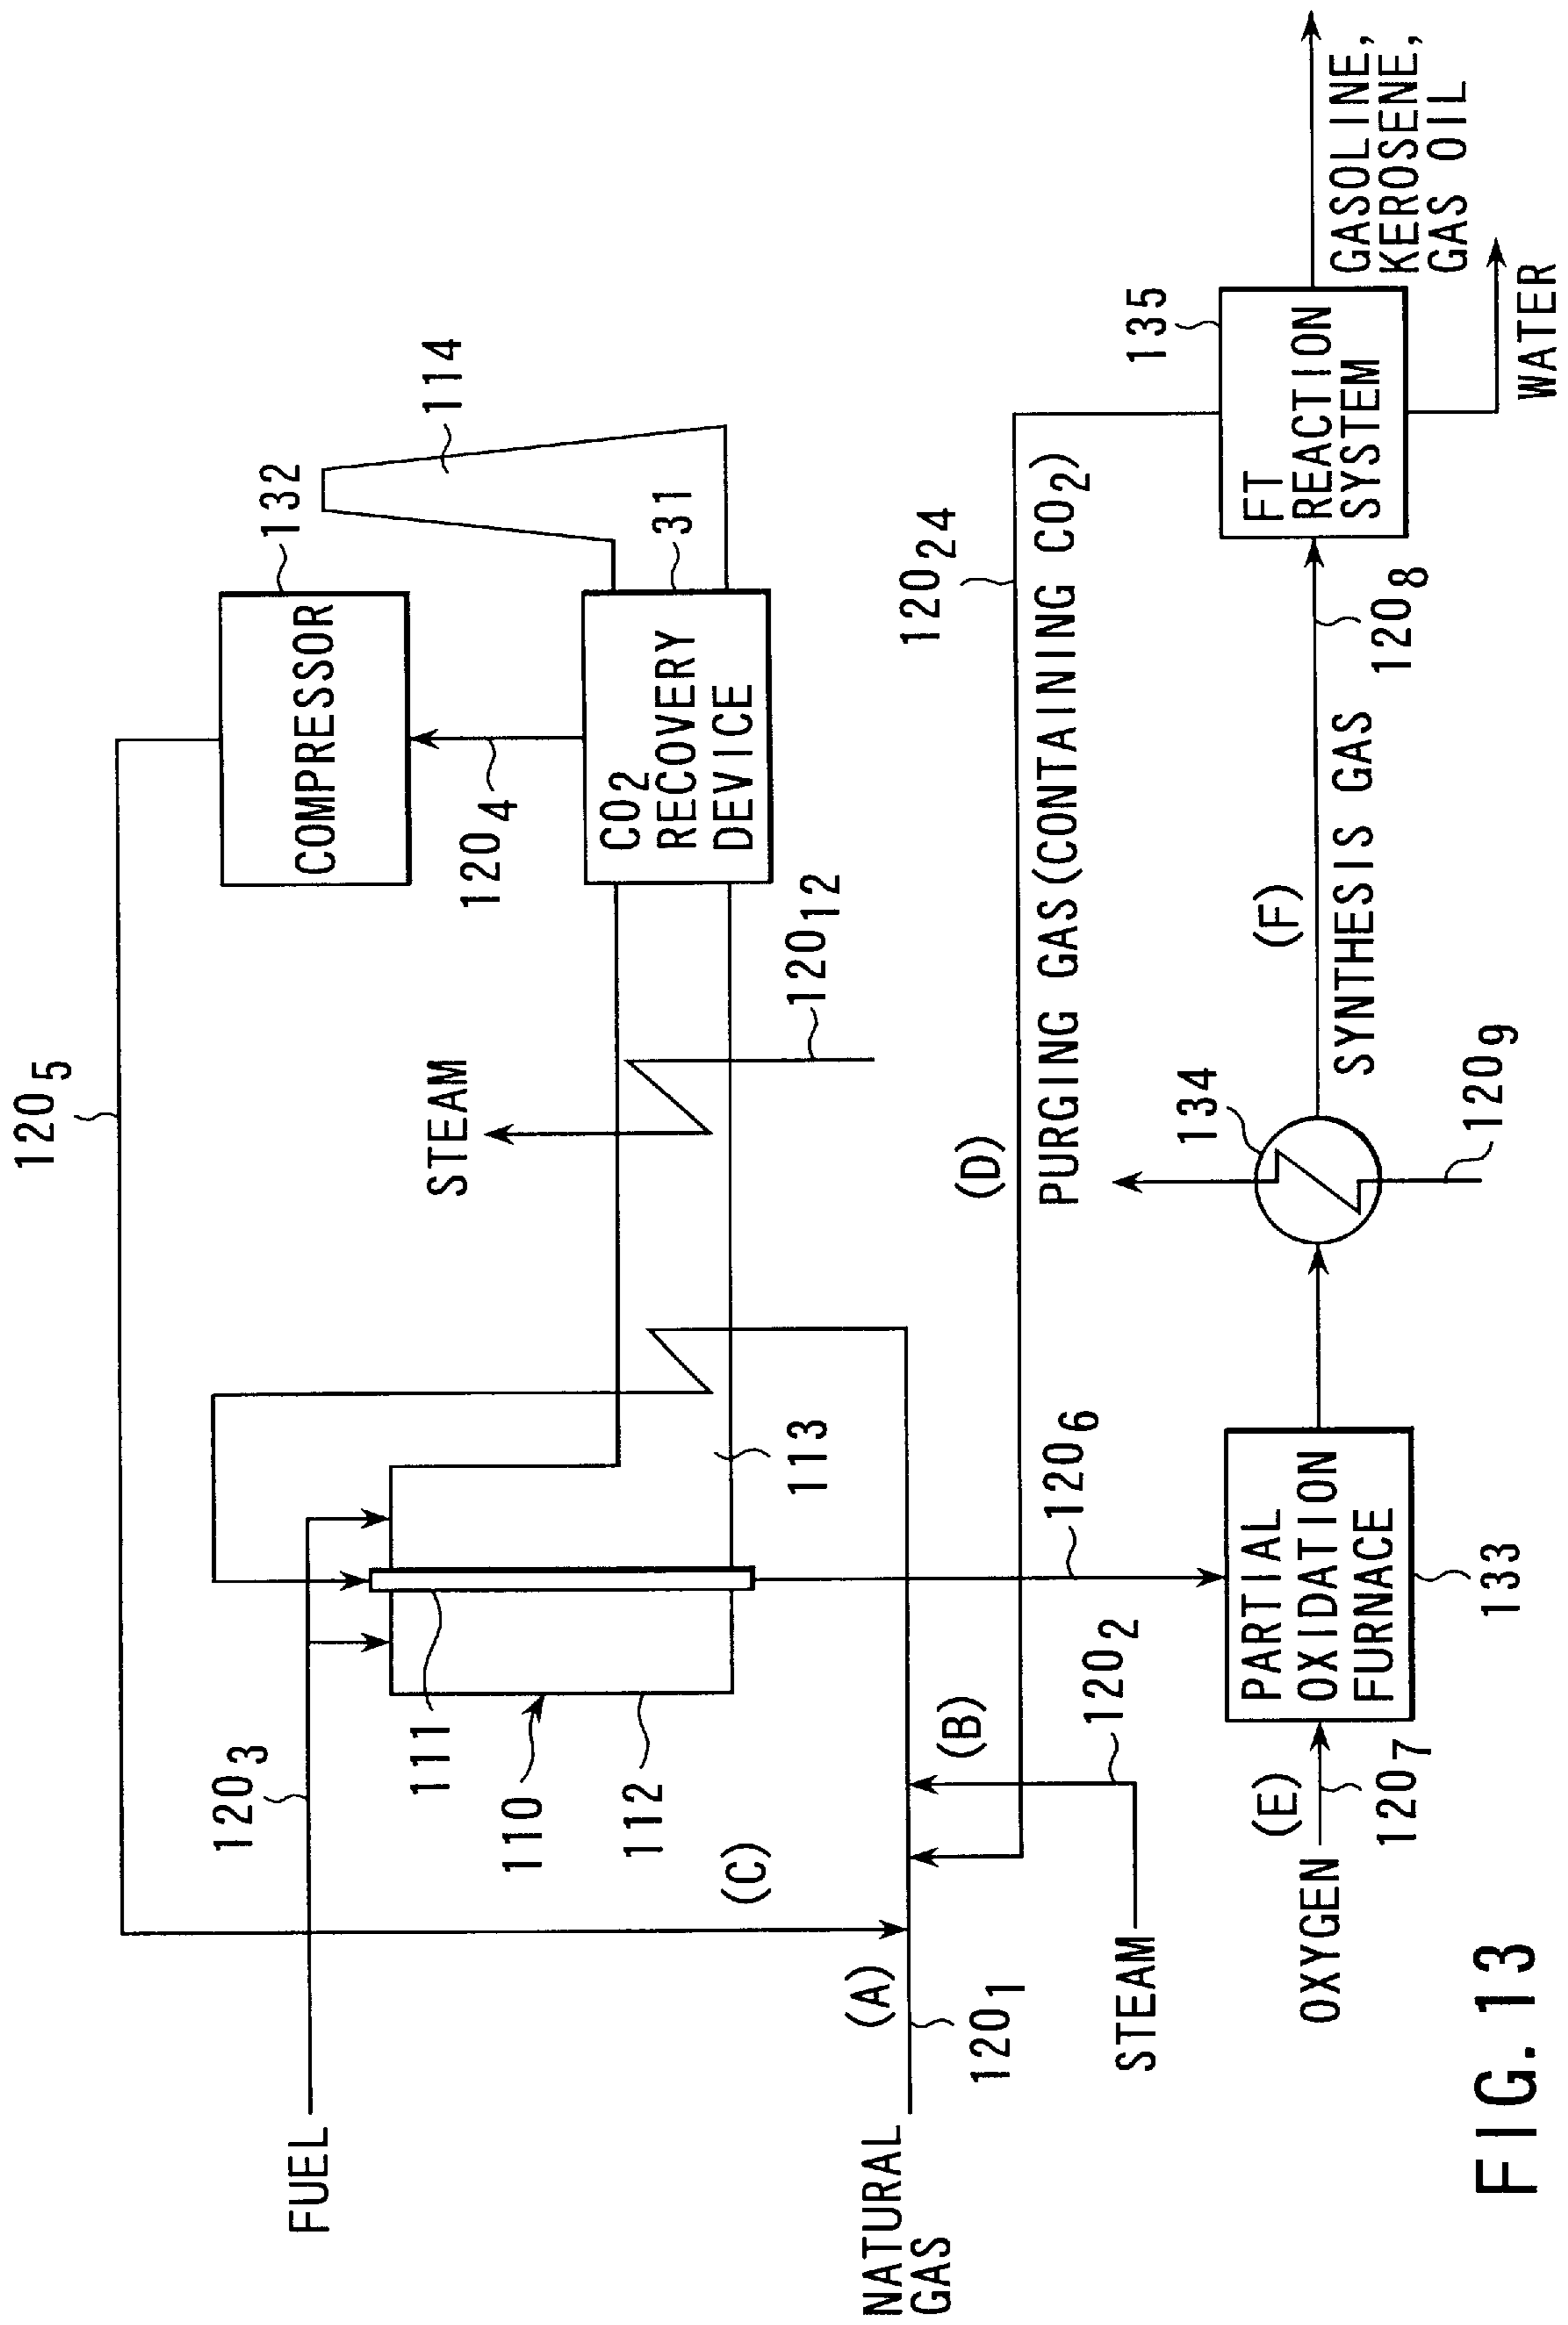 120₅
COMPRESSOR
132
114
120₃
FUEL
STEAM
120₄
CO₂
RECOVERY
DEVICE
31
111
110
112
113
120₁₂
(C)
(A)
NATURAL
GAS
120₁
(B)
(D)
120₂₄
PURGING GAS(CONTAINING CO₂)
120₂
STEAM
120₆
134
135
(E)
OXYGEN
120₇
PARTIAL
OXIDATION
FURNACE
133
(F)
SYNTHESIS GAS
120₉
120₈
FT
REACTION
SYSTEM
GASOLINE,
KEROSENE,
GAS OIL
WATER
FIG. 13